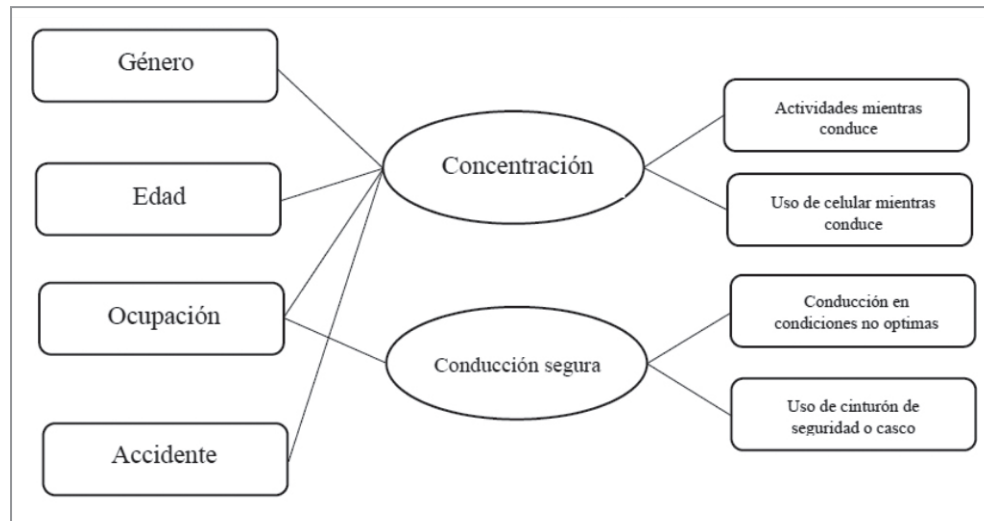 Género
Edad
Ocupación
Accidente
Concentración
Conducción segura
Actividades mientras
conduce
Uso de celular mientras
conduce
Conducción en
condiciones no optimas
Uso de cinturón de
seguridad o casco